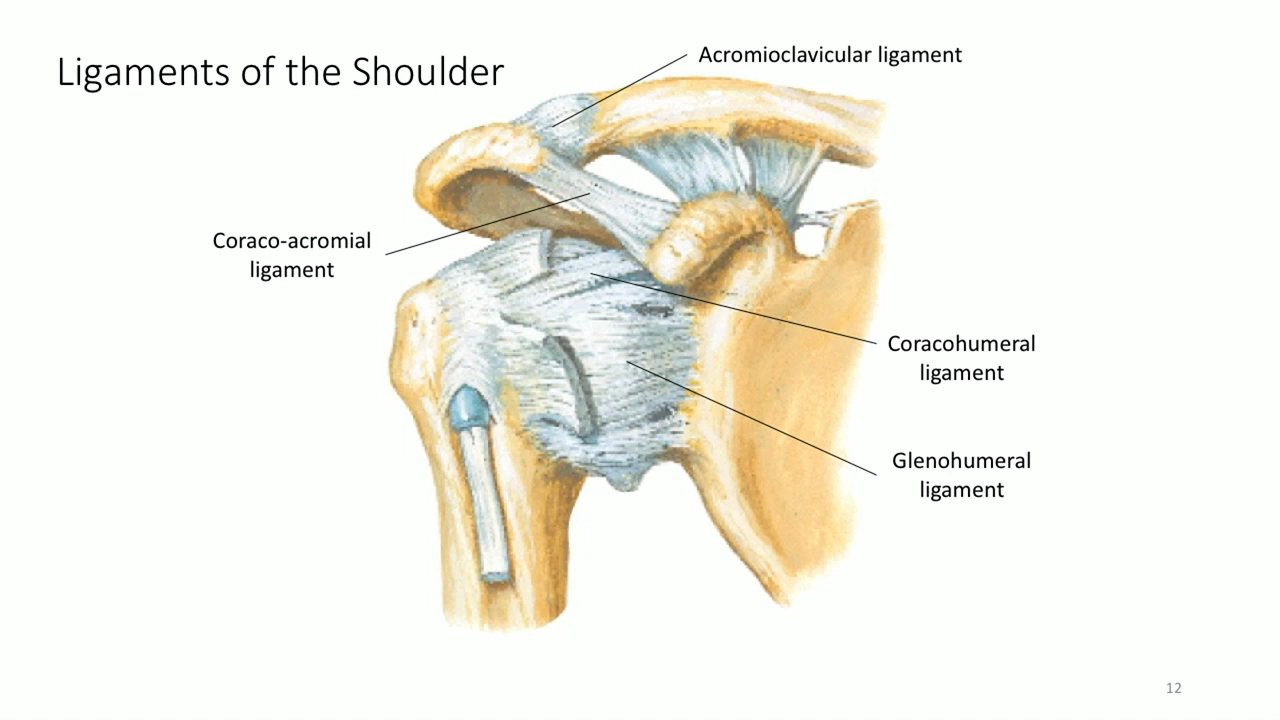 Ligaments of the Shoulder
Acromioclavicular ligament
Coraco-acromial
ligament
Coracohumeral
ligament
Glenohumeral
ligament
12